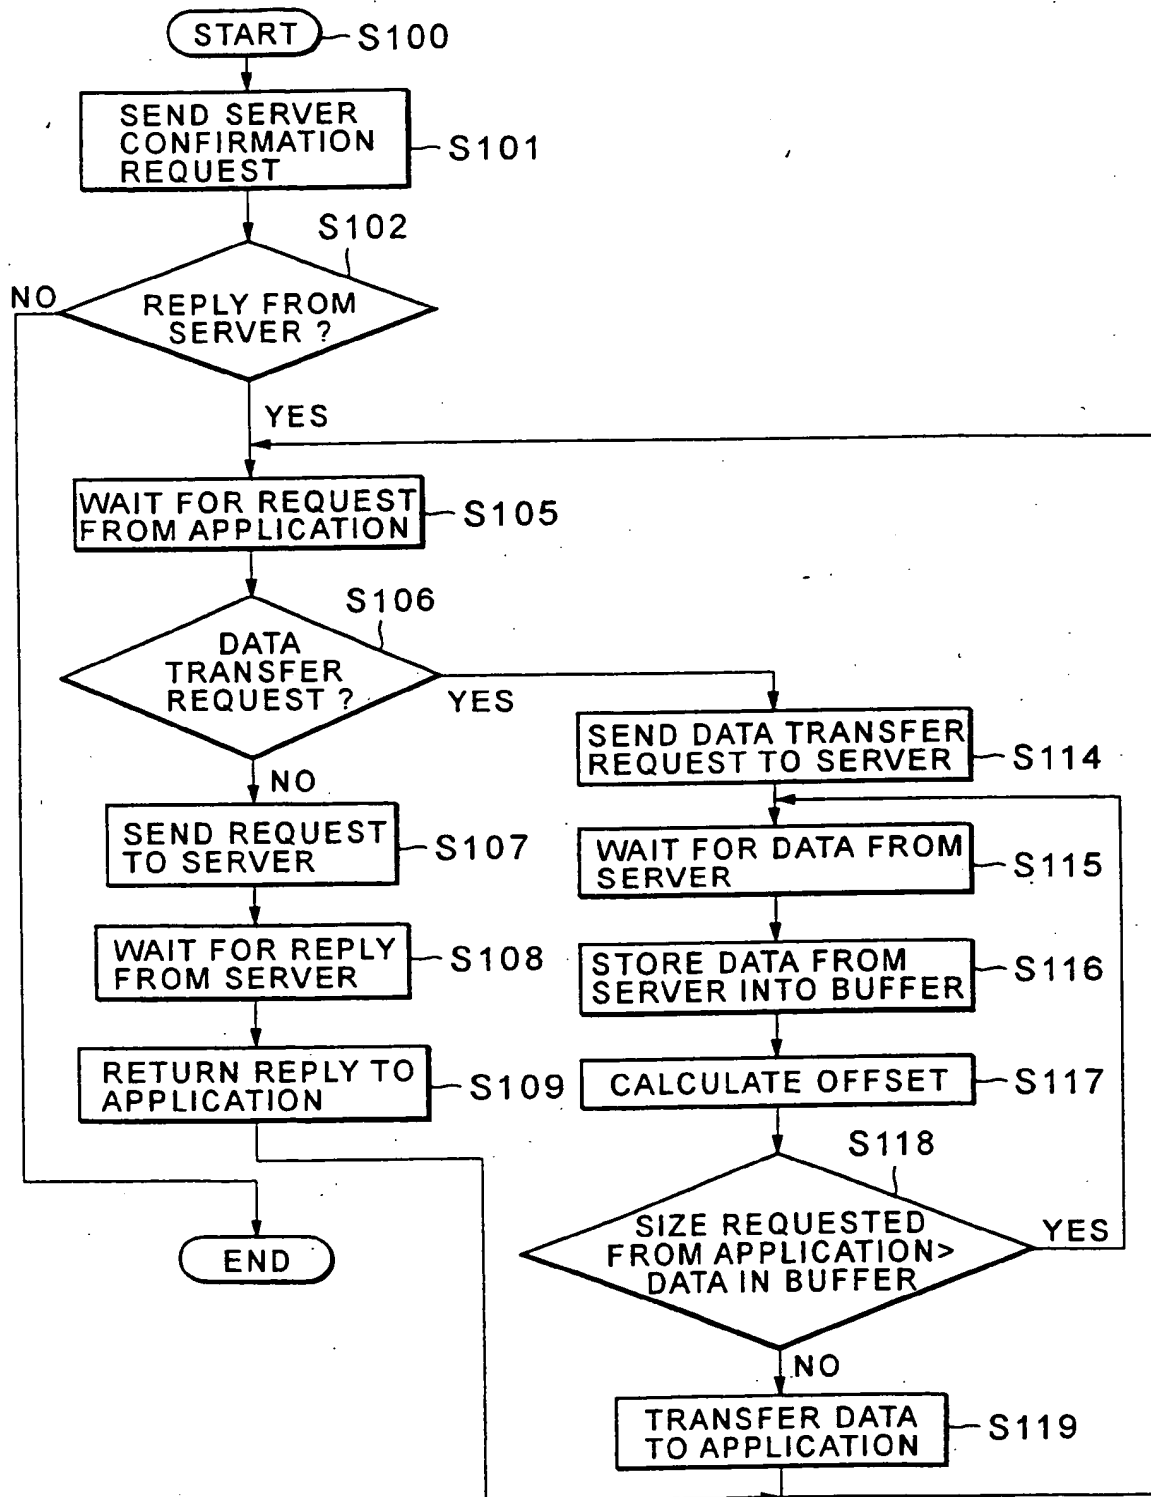 START
S100
SEND SERVER
CONFIRMATION
REQUEST
S101
S102
NO
REPLY FROM
SERVER ?
YES
WAIT FOR REQUEST
FROM APPLICATION
S105
S106
DATA
TRANSFER
REQUEST ?
YES
NO
SEND REQUEST
TO SERVER
S107
WAIT FOR REPLY
FROM SERVER
S108
RETURN REPLY TO
APPLICATION
S109
END
SEND DATA TRANSFER
REQUEST TO SERVER
S114
WAIT FOR DATA FROM
SERVER
S115
STORE DATA FROM
SERVER INTO BUFFER
S116
CALCULATE OFFSET
S117
S118
SIZE REQUESTED
FROM APPLICATION>
DATA IN BUFFER
YES
NO
TRANSFER DATA
TO APPLICATION
S119